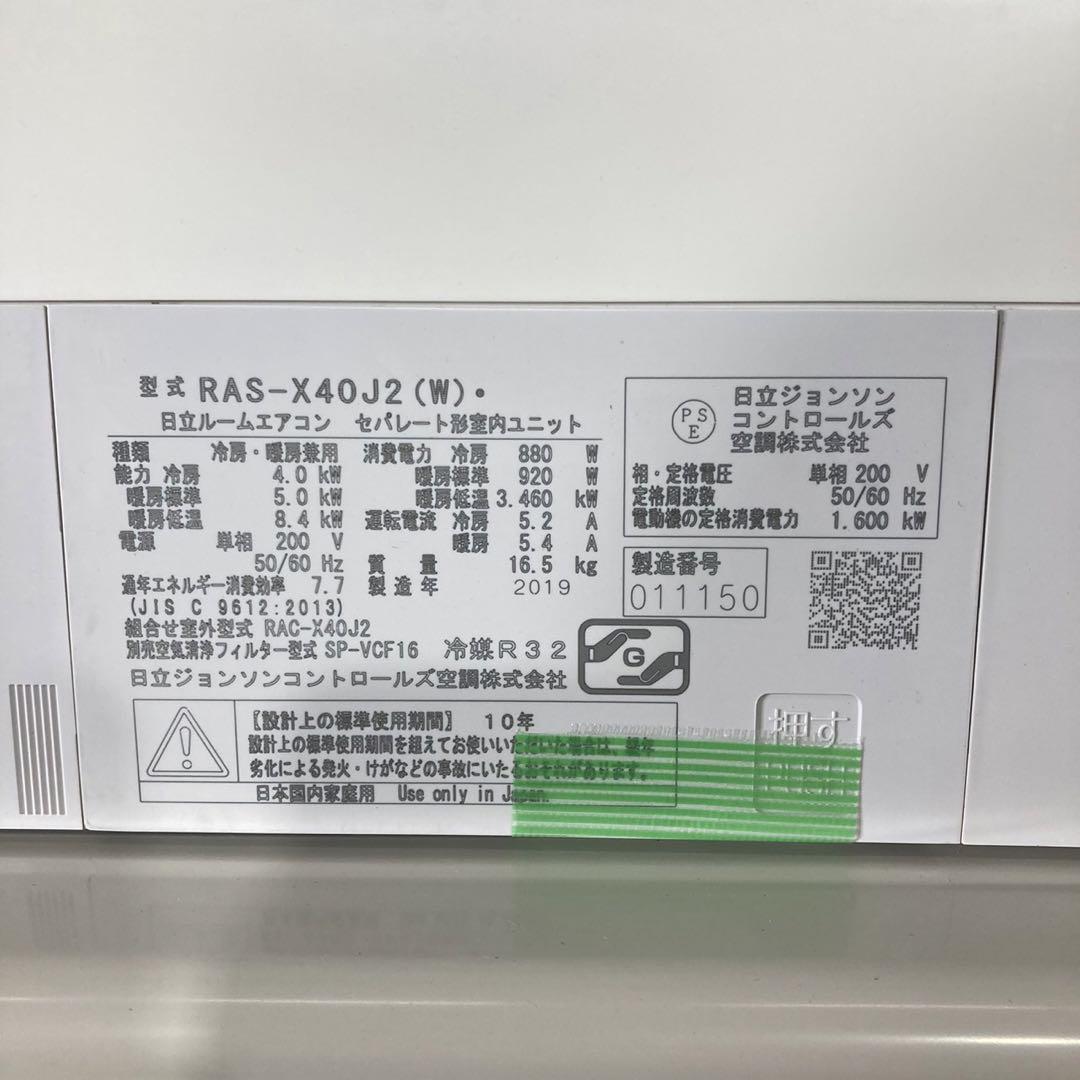 型式 RAS-X40J2(W)・
日立ルームエアコン セパレート形室内ユニット
種類 冷房・暖房兼用
能力 冷房 4.0 kW
暖房標準 5.0 kW
暖房低温 8.4 kW
電源 単相 200 V
50/60 Hz
通年エネルギー消費効率 7.7
(JIS C 9612:2013)
消費電力 冷房 880 W
暖房標準 920 W
暖房低温 3.460 kW
運転電流 冷房 5.2 A
暖房 5.4 A
質量 16.5 kg
製造年 2019
組合せ室外型式 RAC-X40J2
別売空気清浄フィルター型式 SP-VCF16 冷媒R32
日立ジョンソンコントロールズ空調株式会社
G
PS
E
日立ジョンソン
コントロールズ
空調株式会社
相・定格電圧 単相 200 V
定格周波数 50/60 Hz
電動機の定格消費電力 1.600 kW
製造番号
011150
【設計上の標準使用期間】 10年
設計上の標準使用期間を超えてお使いいただいた場合は、経年
劣化による発火・けがなどの事故にいたるおそれがあります。
日本国内家庭用 Use only in Japan.
押す
PUSH